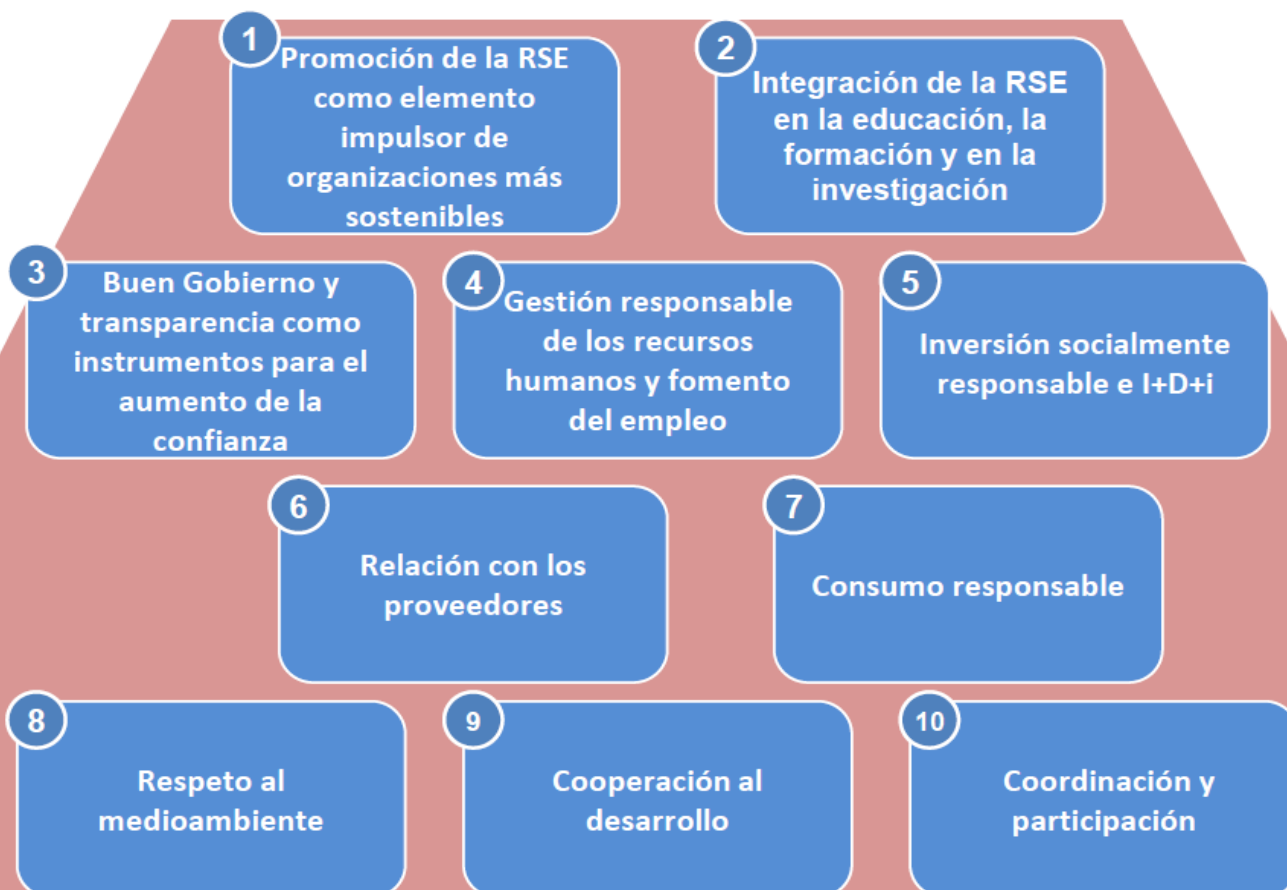 1
Promoción de la RSE
como elemento
impulsor de
organizaciones más
sostenibles
2
Integración de la RSE
en la educación, la
formación y en la
investigación
3
Buen Gobierno y
transparencia como
instrumentos para el
aumento de la
confianza
4
Gestión responsable
de los recursos
humanos y fomento
del empleo
5
Inversión socialmente
responsable e I+D+i
6
Relación con los
proveedores
7
Consumo responsable
8
Respeto al
medioambiente
9
Cooperación al
desarrollo
10
Coordinación y
participación